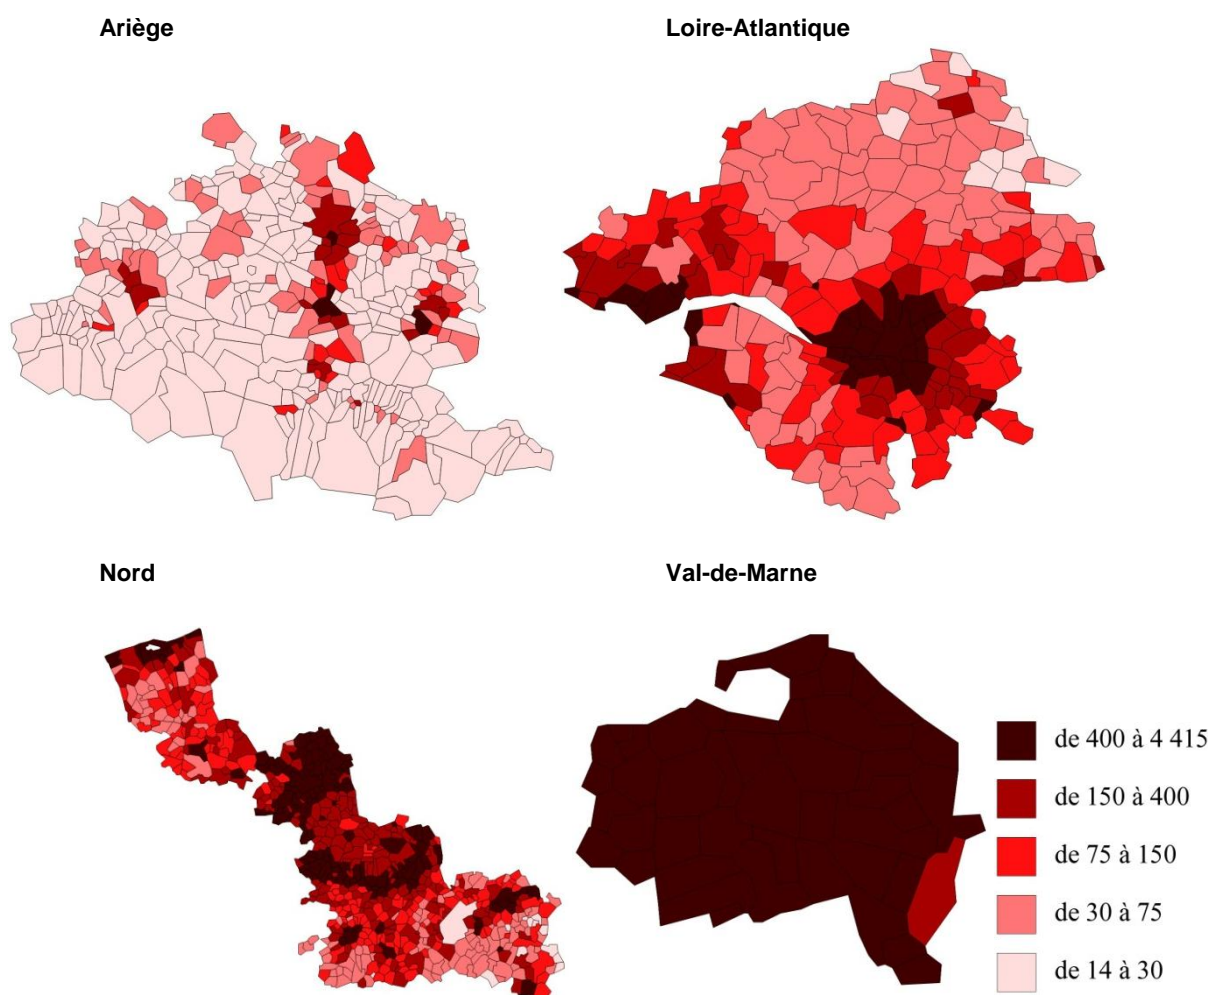 Ariège
Loire-Atlantique
Nord
Val-de-Marne
de 400 à 4 415
de 150 à 400
de 75 à 150
de 30 à 75
de 14 à 30